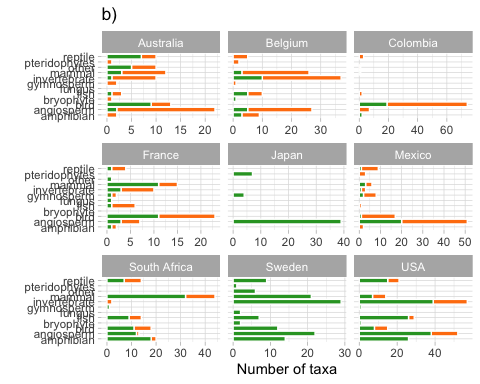 b)
Australia Belgium Colombia
reptile
pteridophytes
other
mammal
invertebrate
gymnosperm
fungus
fish
bryophyte
bird
angiosperm
amphibian
0 5 10 15 20 0 10 20 30 0 20 40 60
France Japan Mexico
reptile
pteridophytes
other
mammal
invertebrate
gymnosperm
fungus
fish
bryophyte
bird
angiosperm
amphibian
0 5 10 15 20 0 10 20 30 40 0 10 20 30 40 50
South Africa Sweden USA
reptile
pteridophytes
other
mammal
invertebrate
gymnosperm
fungus
fish
bryophyte
bird
angiosperm
amphibian
0 10 20 30 40 0 10 20 30 0 20 40
Number of taxa